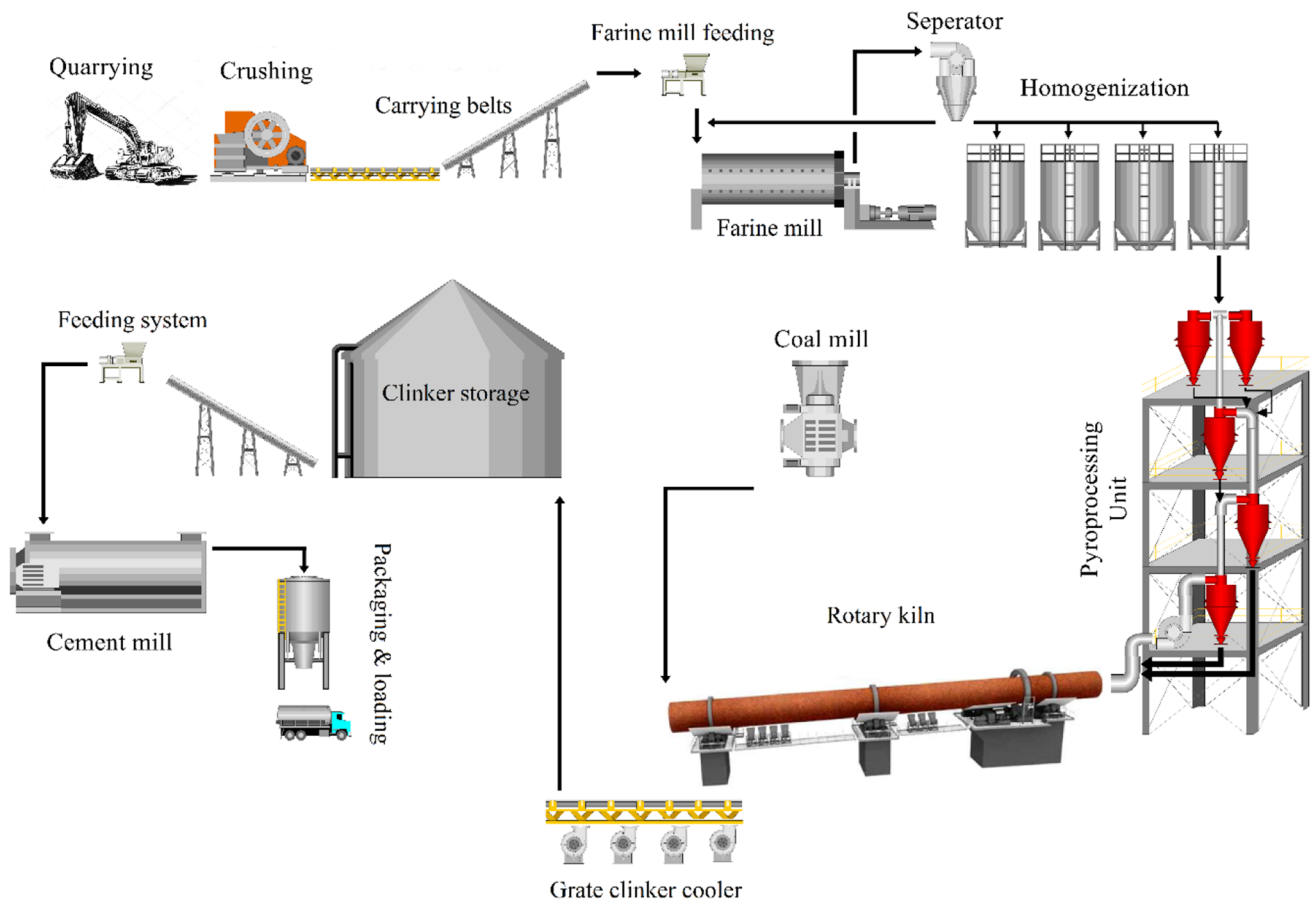 Quarrying
Crushing
Carrying belts
Farine mill feeding
Seperator
Homogenization
Farine mill
Feeding system
Clinker storage
Coal mill
Pyroprocessing
Unit
Cement mill
Packaging & loading
Rotary kiln
Grate clinker cooler